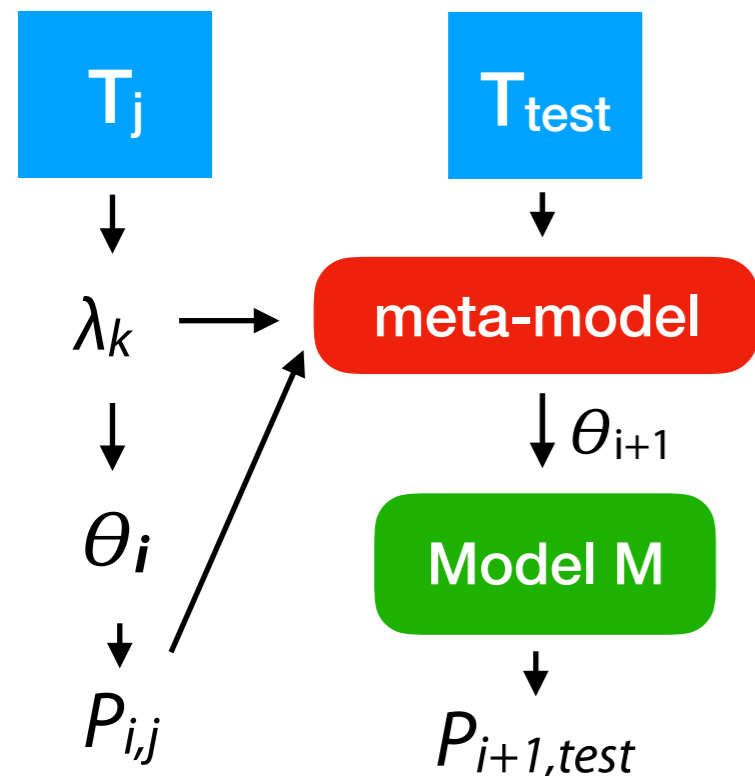 Tj
Ttest
λk
meta-model
θi+1
θi
Model M
Pi,j
Pi+1,test